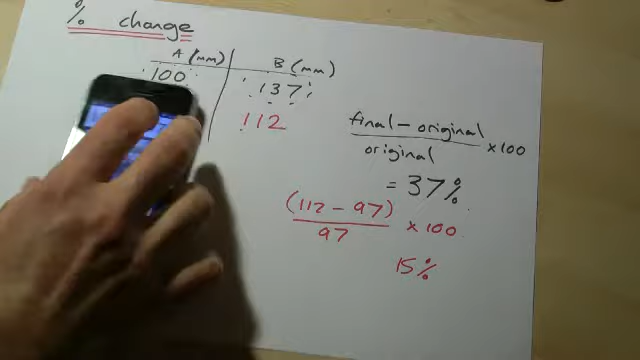 % change
A (mm) B (mm)
100 137
112
final - original
original
× 100
= 37%
(112 - 97)
97
× 100
15%